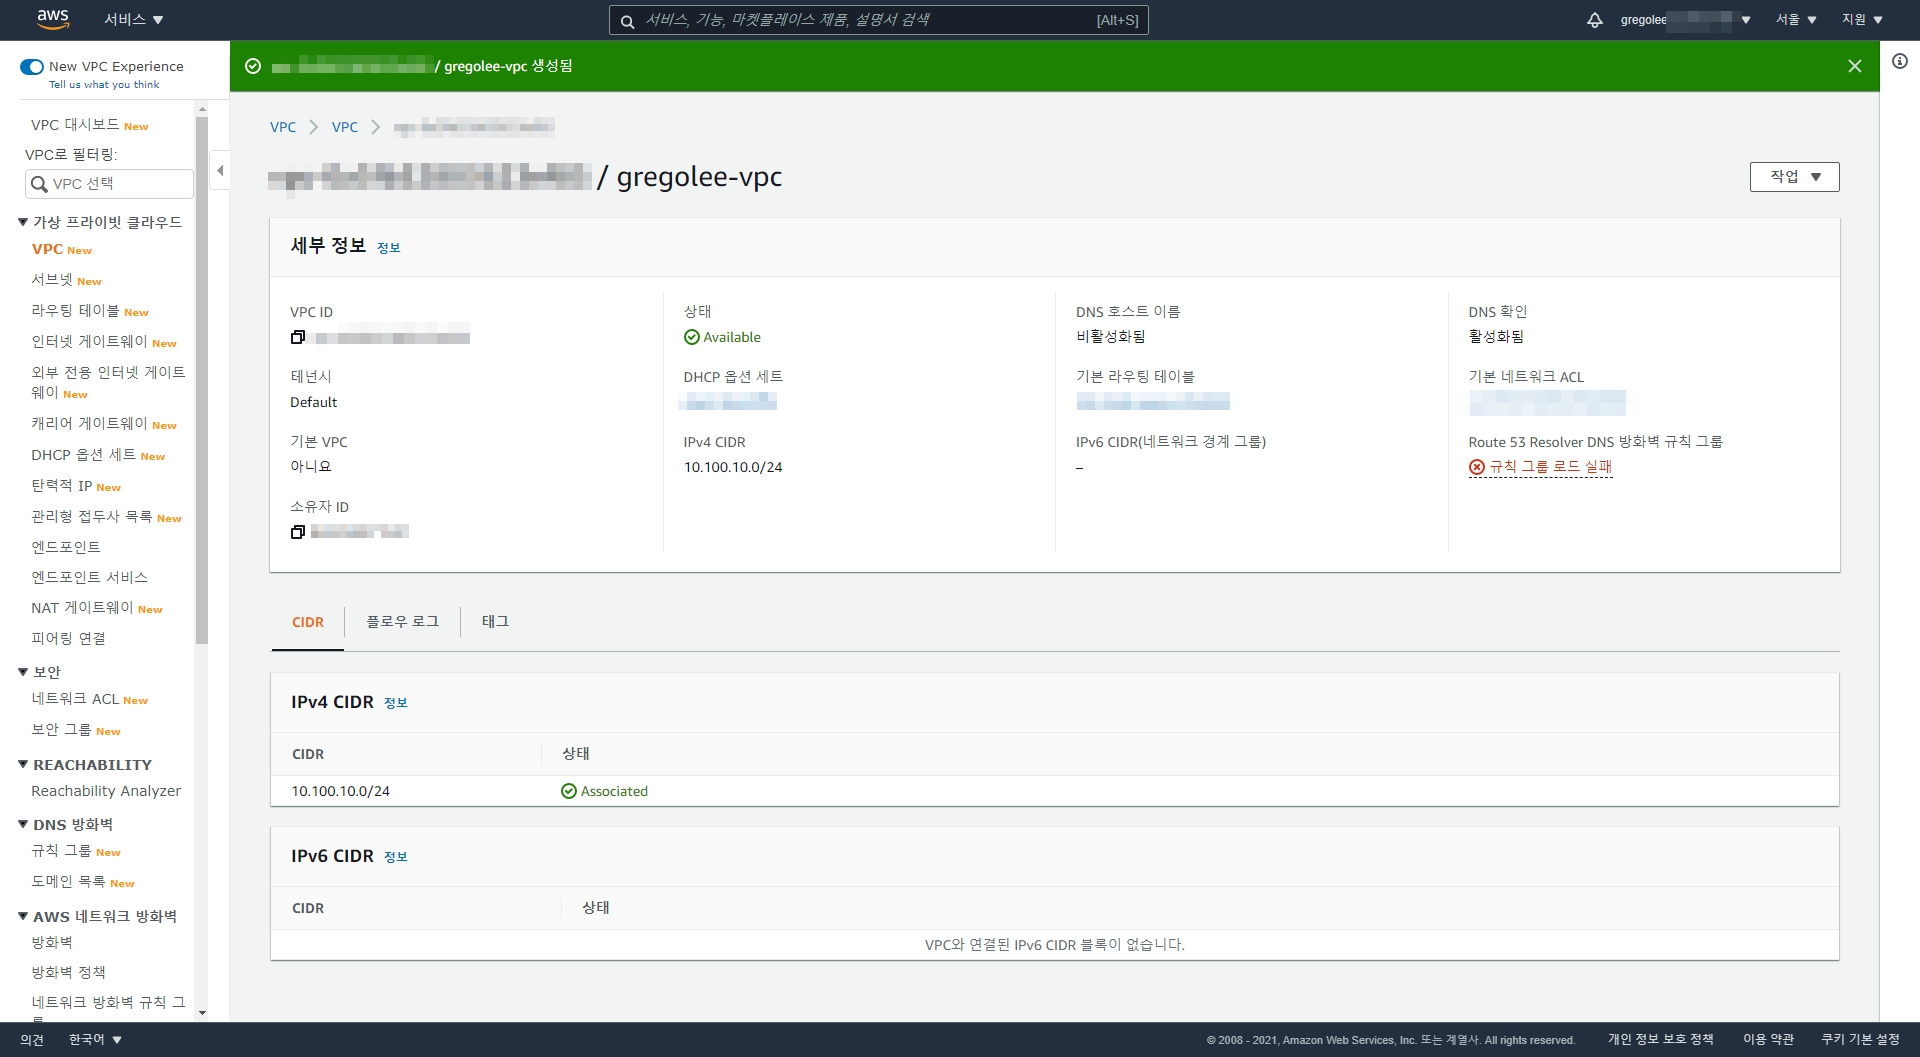 aws 서비스 ▼
서비스, 기능, 마켓플레이스 제품, 설명서 검색 [Alt+S]
gregolee ▼ 서울 ▼ 지원 ▼
New VPC Experience
Tell us what you think
/ gregolee-vpc 생성됨
VPC 대시보드 New
VPC로 필터링:
VPC 선택
가상 프라이빗 클라우드
VPC New
서브넷 New
라우팅 테이블 New
인터넷 게이트웨이 New
외부 전용 인터넷 게이트
웨이 New
캐리어 게이트웨이 New
DHCP 옵션 세트 New
탄력적 IP New
관리형 접두사 목록 New
엔드포인트
엔드포인트 서비스
NAT 게이트웨이 New
피어링 연결
보안
네트워크 ACL New
보안 그룹 New
REACHABILITY
Reachability Analyzer
DNS 방화벽
규칙 그룹 New
도메인 목록 New
AWS 네트워크 방화벽
방화벽
방화벽 정책
네트워크 방화벽 규칙 그
VPC > VPC >
/ gregolee-vpc
작업 ▼
세부 정보 정보
VPC ID
상태
Available
DNS 호스트 이름
비활성화됨
DNS 확인
활성화됨
테넌시
Default
DHCP 옵션 세트
기본 라우팅 테이블
기본 네트워크 ACL
기본 VPC
아니요
IPv4 CIDR
10.100.10.0/24
IPv6 CIDR(네트워크 경계 그룹)
–
Route 53 Resolver DNS 방화벽 규칙 그룹
규칙 그룹 로드 실패
소유자 ID
CIDR 플로우 로그 태그
IPv4 CIDR 정보
CIDR 상태
10.100.10.0/24 Associated
IPv6 CIDR 정보
CIDR 상태
VPC와 연결된 IPv6 CIDR 블록이 없습니다.
의견 한국어 ▼
© 2008 - 2021, Amazon Web Services, Inc. 또는 계열사. All rights reserved. 개인 정보 보호 정책 이용 약관 쿠키 기본 설정